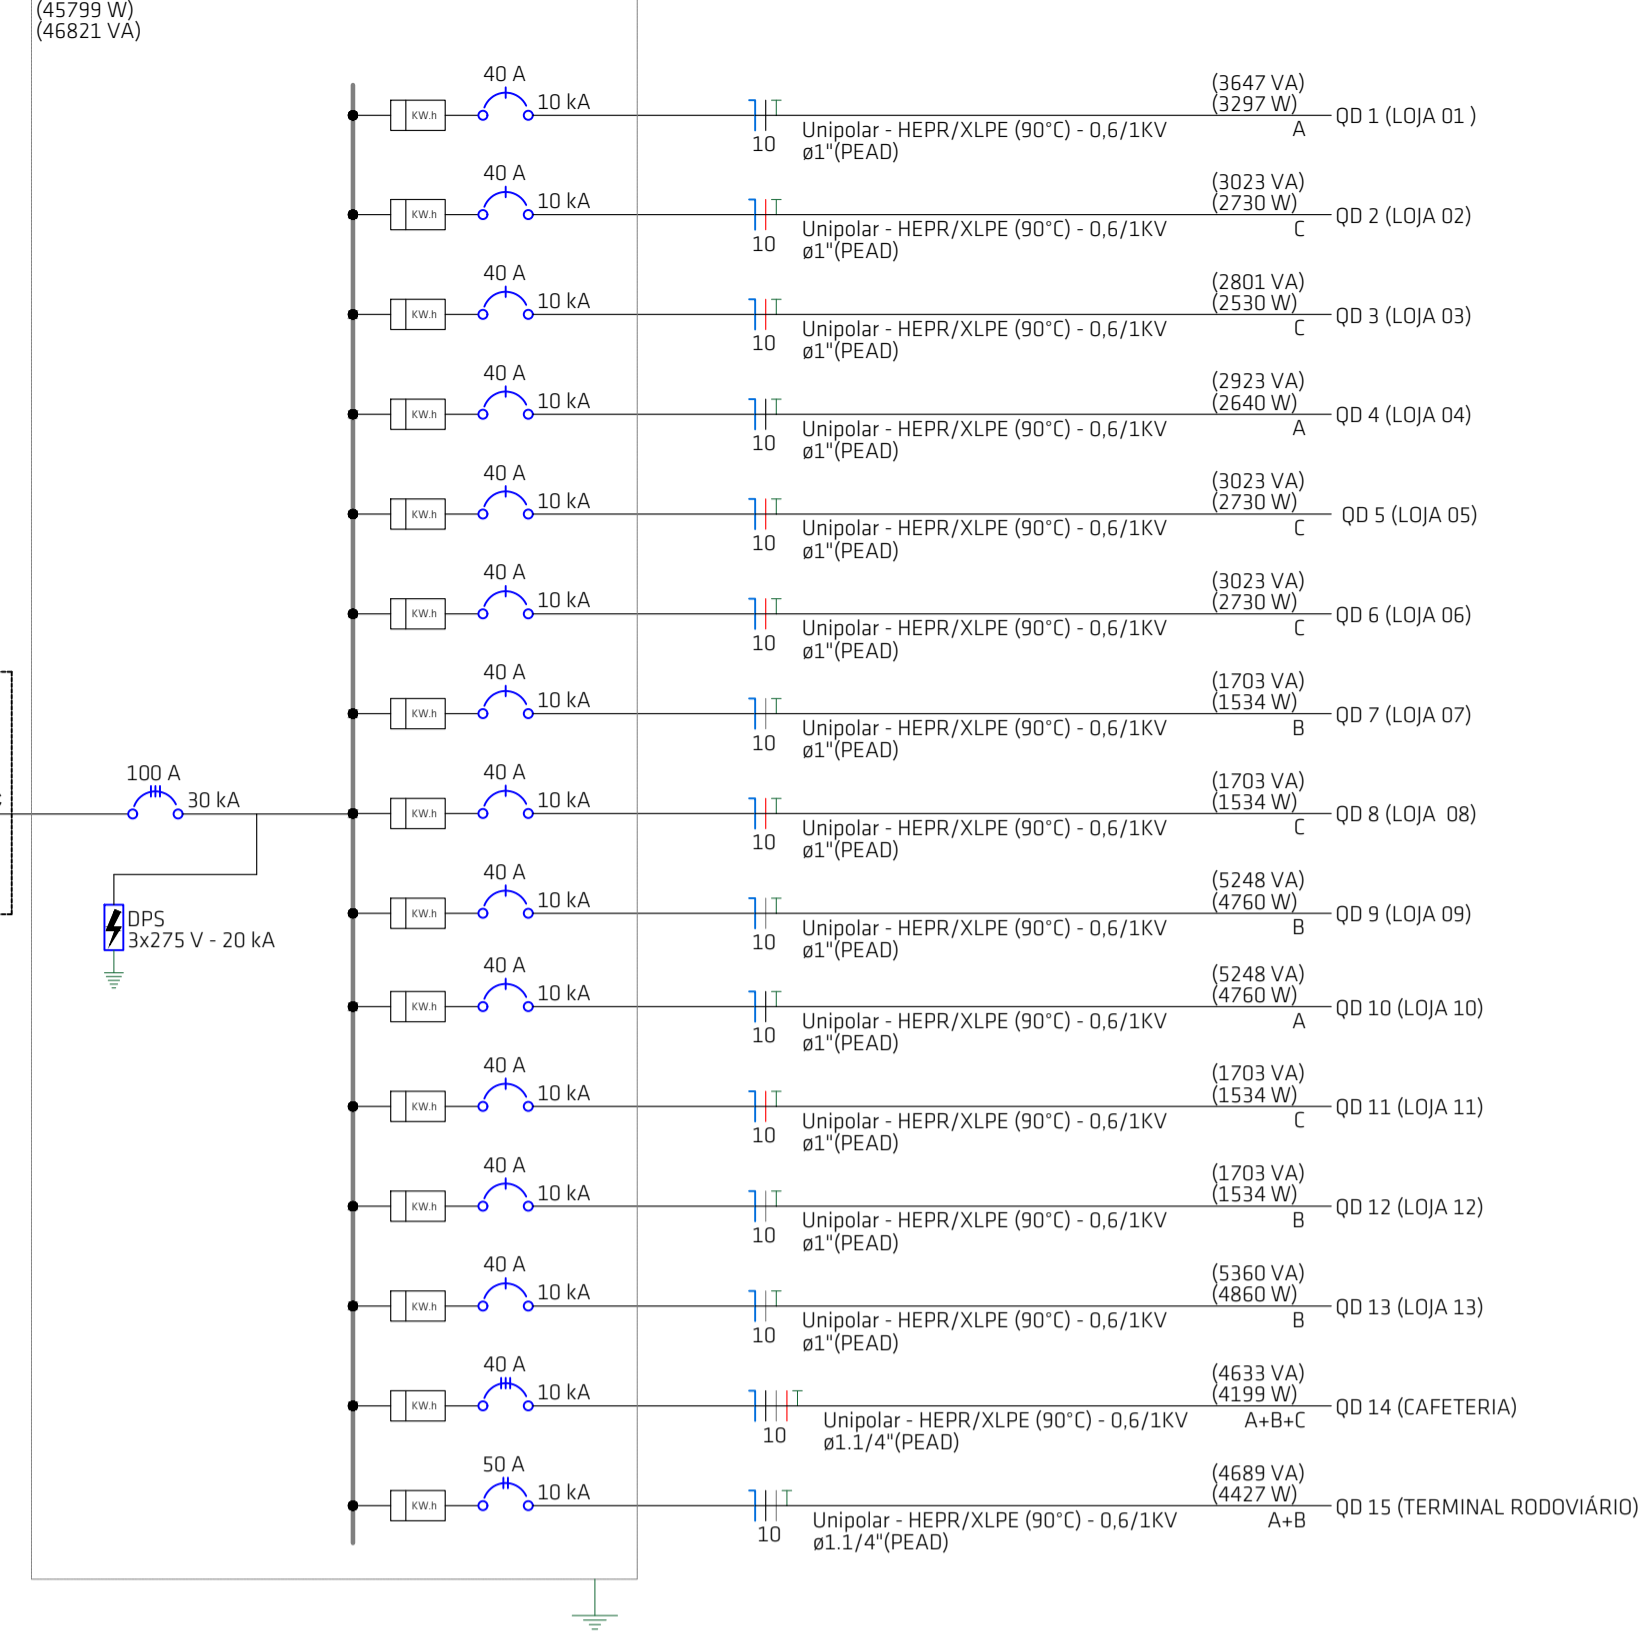 (45799 W)
(46821 VA)
40 A
KW.h
10 kA
(3647 VA)
(3297 W)
10
Unipolar - HEPR/XLPE (90°C) - 0,6/1KV
ø1"(PEAD)
A
QD 1 (LOJA 01 )
40 A
KW.h
10 kA
(3023 VA)
(2730 W)
10
Unipolar - HEPR/XLPE (90°C) - 0,6/1KV
ø1"(PEAD)
C
QD 2 (LOJA 02)
40 A
KW.h
10 kA
(2801 VA)
(2530 W)
10
Unipolar - HEPR/XLPE (90°C) - 0,6/1KV
ø1"(PEAD)
C
QD 3 (LOJA 03)
40 A
KW.h
10 kA
(2923 VA)
(2640 W)
10
Unipolar - HEPR/XLPE (90°C) - 0,6/1KV
ø1"(PEAD)
A
QD 4 (LOJA 04)
40 A
KW.h
10 kA
(3023 VA)
(2730 W)
10
Unipolar - HEPR/XLPE (90°C) - 0,6/1KV
ø1"(PEAD)
C
QD 5 (LOJA 05)
40 A
KW.h
10 kA
(3023 VA)
(2730 W)
10
Unipolar - HEPR/XLPE (90°C) - 0,6/1KV
ø1"(PEAD)
C
QD 6 (LOJA 06)
40 A
KW.h
10 kA
(1703 VA)
(1534 W)
10
Unipolar - HEPR/XLPE (90°C) - 0,6/1KV
ø1"(PEAD)
B
QD 7 (LOJA 07)
100 A
30 kA
DPS
3x275 V - 20 kA
40 A
KW.h
10 kA
(1703 VA)
(1534 W)
10
Unipolar - HEPR/XLPE (90°C) - 0,6/1KV
ø1"(PEAD)
C
QD 8 (LOJA  08)
40 A
KW.h
10 kA
(5248 VA)
(4760 W)
10
Unipolar - HEPR/XLPE (90°C) - 0,6/1KV
ø1"(PEAD)
B
QD 9 (LOJA 09)
40 A
KW.h
10 kA
(5248 VA)
(4760 W)
10
Unipolar - HEPR/XLPE (90°C) - 0,6/1KV
ø1"(PEAD)
A
QD 10 (LOJA 10)
40 A
KW.h
10 kA
(1703 VA)
(1534 W)
10
Unipolar - HEPR/XLPE (90°C) - 0,6/1KV
ø1"(PEAD)
C
QD 11 (LOJA 11)
40 A
KW.h
10 kA
(1703 VA)
(1534 W)
10
Unipolar - HEPR/XLPE (90°C) - 0,6/1KV
ø1"(PEAD)
B
QD 12 (LOJA 12)
40 A
KW.h
10 kA
(5360 VA)
(4860 W)
10
Unipolar - HEPR/XLPE (90°C) - 0,6/1KV
ø1"(PEAD)
B
QD 13 (LOJA 13)
40 A
KW.h
10 kA
(4633 VA)
(4199 W)
10
Unipolar - HEPR/XLPE (90°C) - 0,6/1KV
ø1.1/4"(PEAD)
A+B+C
QD 14 (CAFETERIA)
50 A
KW.h
10 kA
(4689 VA)
(4427 W)
10
Unipolar - HEPR/XLPE (90°C) - 0,6/1KV
ø1.1/4"(PEAD)
A+B
QD 15 (TERMINAL RODOVIÁRIO)